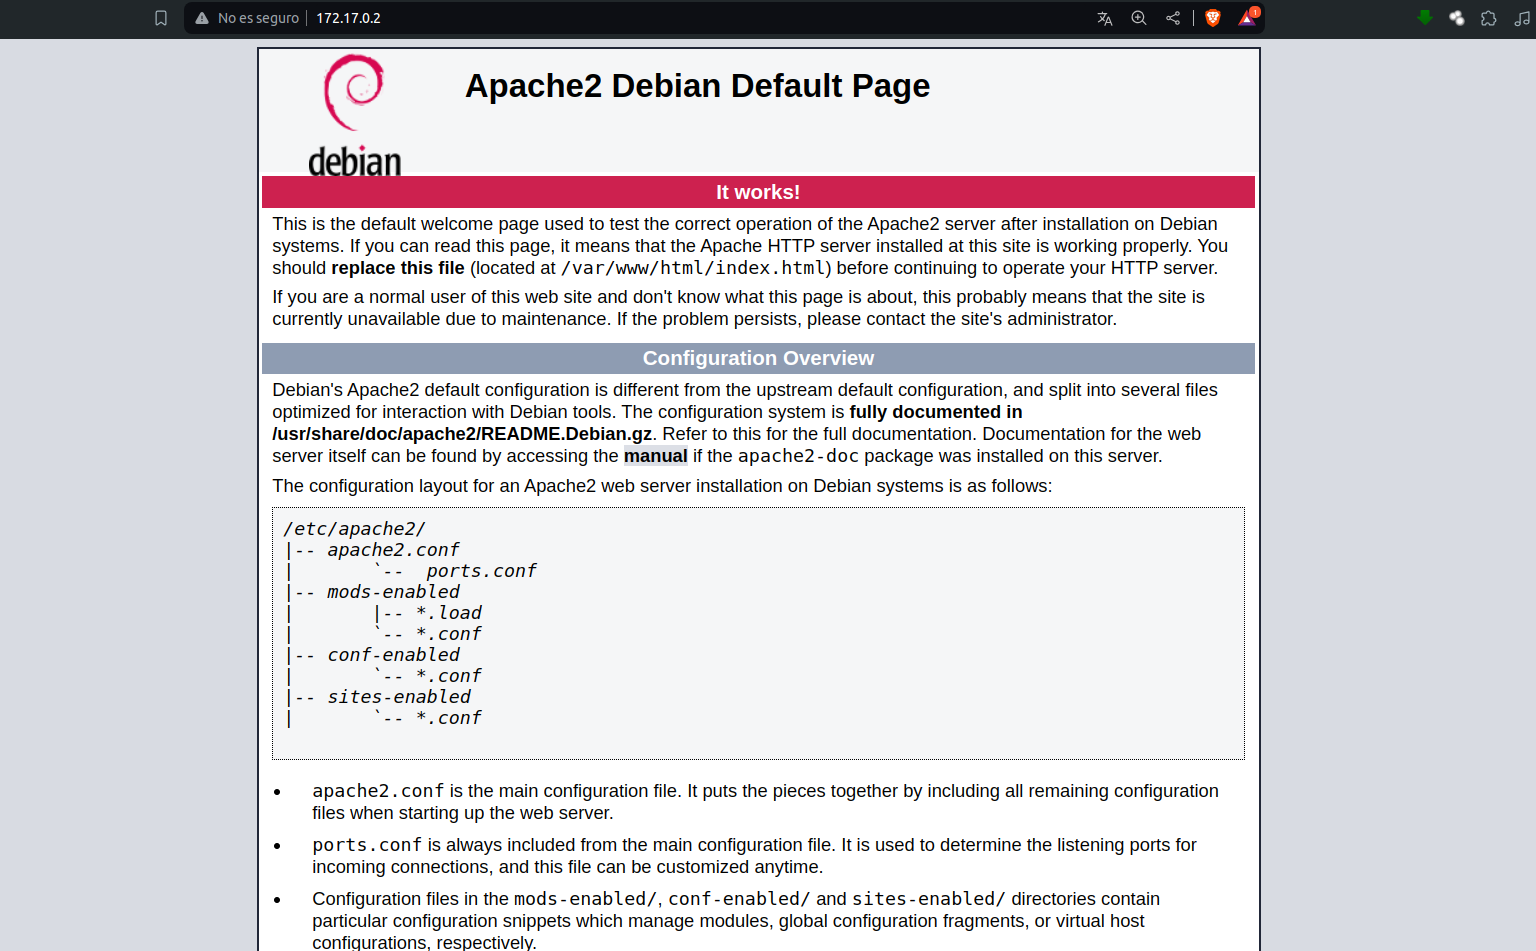 No es seguro 172.17.0.2
1
debian
Apache2 Debian Default Page
It works!
This is the default welcome page used to test the correct operation of the Apache2 server after installation on Debian
systems. If you can read this page, it means that the Apache HTTP server installed at this site is working properly. You
should replace this file (located at /var/www/html/index.html) before continuing to operate your HTTP server.
If you are a normal user of this web site and don't know what this page is about, this probably means that the site is
currently unavailable due to maintenance. If the problem persists, please contact the site's administrator.
Configuration Overview
Debian's Apache2 default configuration is different from the upstream default configuration, and split into several files
optimized for interaction with Debian tools. The configuration system is fully documented in
/usr/share/doc/apache2/README.Debian.gz. Refer to this for the full documentation. Documentation for the web
server itself can be found by accessing the manual if the apache2-doc package was installed on this server.
The configuration layout for an Apache2 web server installation on Debian systems is as follows:
/etc/apache2/
|-- apache2.conf
|       `--  ports.conf
|-- mods-enabled
|       |-- *.load
|       `-- *.conf
|-- conf-enabled
|       `-- *.conf
|-- sites-enabled
|       `-- *.conf
• apache2.conf is the main configuration file. It puts the pieces together by including all remaining configuration
files when starting up the web server.
• ports.conf is always included from the main configuration file. It is used to determine the listening ports for
incoming connections, and this file can be customized anytime.
• Configuration files in the mods-enabled/, conf-enabled/ and sites-enabled/ directories contain
particular configuration snippets which manage modules, global configuration fragments, or virtual host
configurations, respectively.